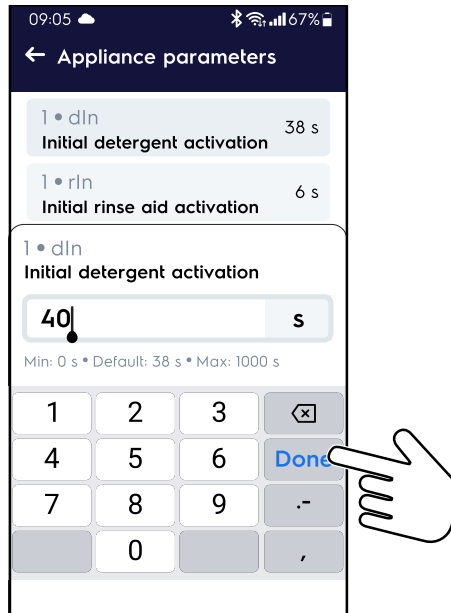 09:05 67%
← Appliance parameters
1 • dIn
Initial detergent activation
38 s
1 • rIn
Initial rinse aid activation
6 s
1 • dIn
Initial detergent activation
40 s
Min: 0 s • Default: 38 s • Max: 1000 s
1 2 3
4 5 6 Done
7 8 9 .-
0 ,